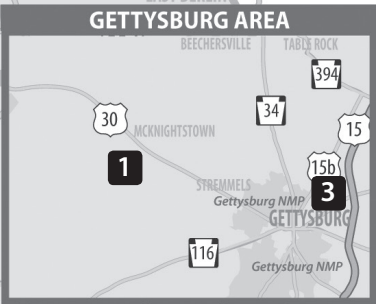 GETTYSBURG AREA
BEECHERSVILLE
TABLE ROCK
394
34
30
15
MCKNIGHTSTOWN
1
15b
STREMMELS
3
Gettysburg NMP
GETTYSBURG
116
Gettysburg NMP